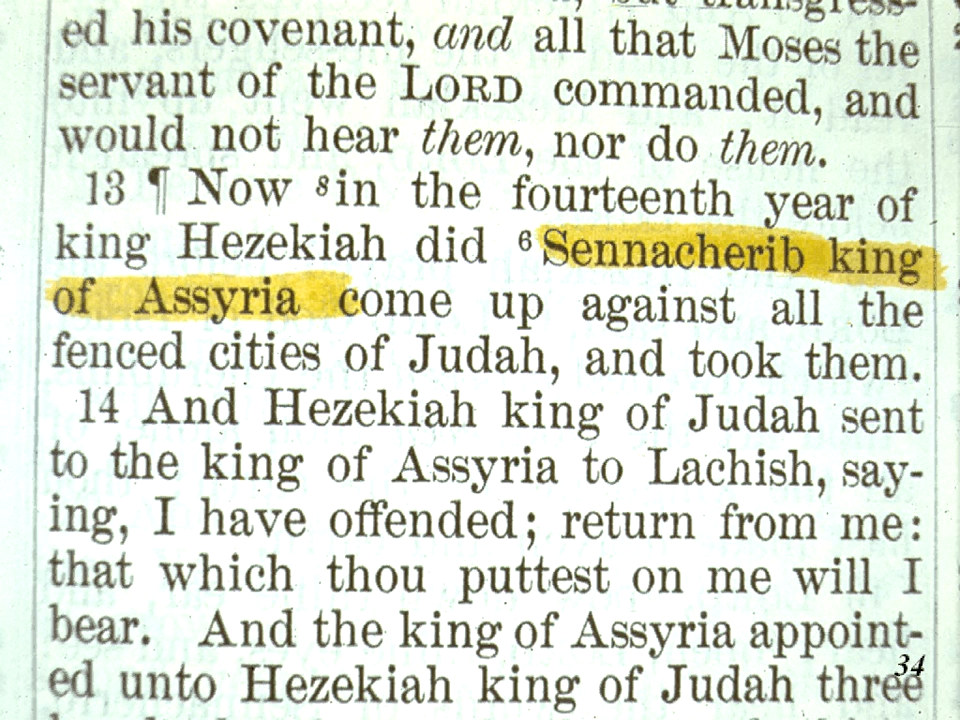 but transgress-
ed his covenant, and all that Moses the
servant of the LORD commanded, and
would not hear them, nor do them.
13 ¶ Now ⁸in the fourteenth year of
king Hezekiah did ⁶Sennacherib king
of Assyria come up against all the
fenced cities of Judah, and took them.
14 And Hezekiah king of Judah sent
to the king of Assyria to Lachish, say-
ing, I have offended; return from me:
that which thou puttest on me will I
bear. And the king of Assyria appoint-
ed unto Hezekiah king of Judah three
34